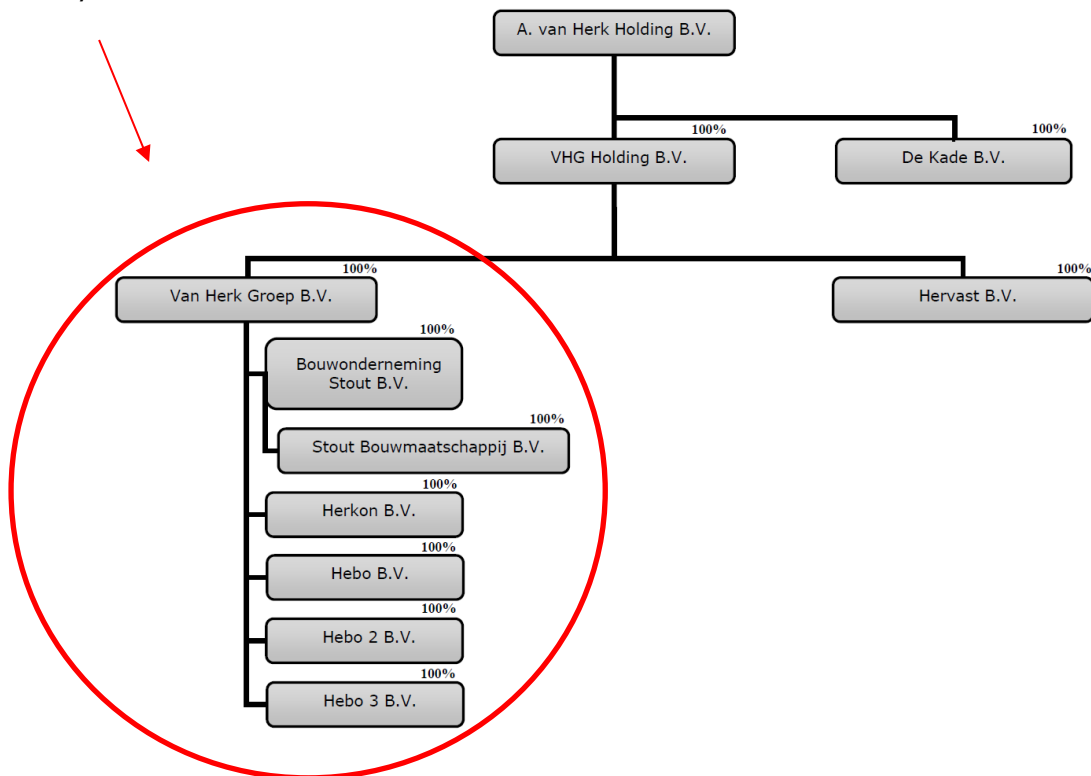 A. van Herk Holding B.V.
100%
100%
VHG Holding B.V.
De Kade B.V.
100%
100%
Van Herk Groep B.V.
Hervast B.V.
100%
Bouwonderneming
Stout B.V.
100%
Stout Bouwmaatschappij B.V.
100%
Herkon B.V.
100%
Hebo B.V.
100%
Hebo 2 B.V.
100%
Hebo 3 B.V.